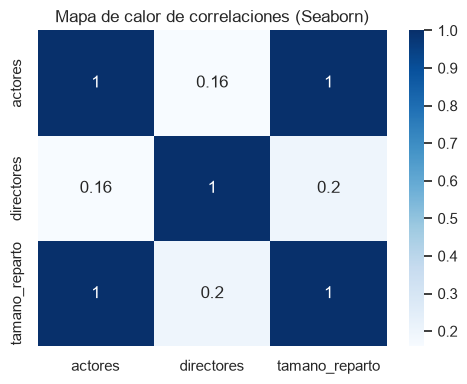 Mapa de calor de correlaciones (Seaborn)
actores
1
0.16
1
directores
0.16
1
0.2
tamano_reparto
1
0.2
1
actores
directores
tamano_reparto
1.0
0.9
0.8
0.7
0.6
0.5
0.4
0.3
0.2